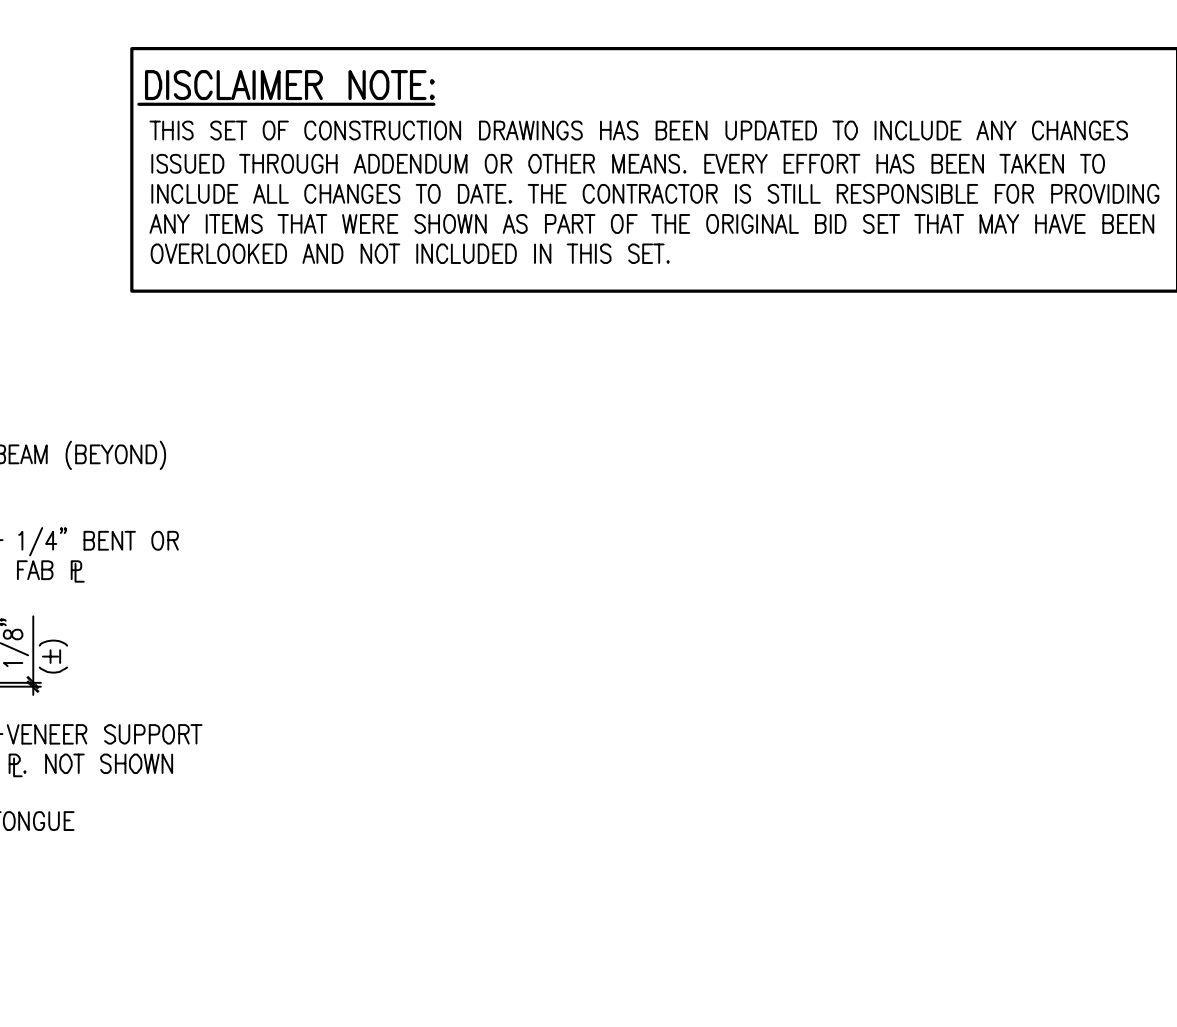 DISCLAIMER NOTE:
THIS SET OF CONSTRUCTION DRAWINGS HAS BEEN UPDATED TO INCLUDE ANY CHANGES
ISSUED THROUGH ADDENDUM OR OTHER MEANS. EVERY EFFORT HAS BEEN TAKEN TO
INCLUDE ALL CHANGES TO DATE. THE CONTRACTOR IS STILL RESPONSIBLE FOR PROVIDING
ANY ITEMS THAT WERE SHOWN AS PART OF THE ORIGINAL BID SET THAT MAY HAVE BEEN
OVERLOOKED AND NOT INCLUDED IN THIS SET.
BEAM (BEYOND)
1/4" BENT OR
FAB ℄
1/8"
(±)
VENEER SUPPORT
℄. NOT SHOWN
TONGUE